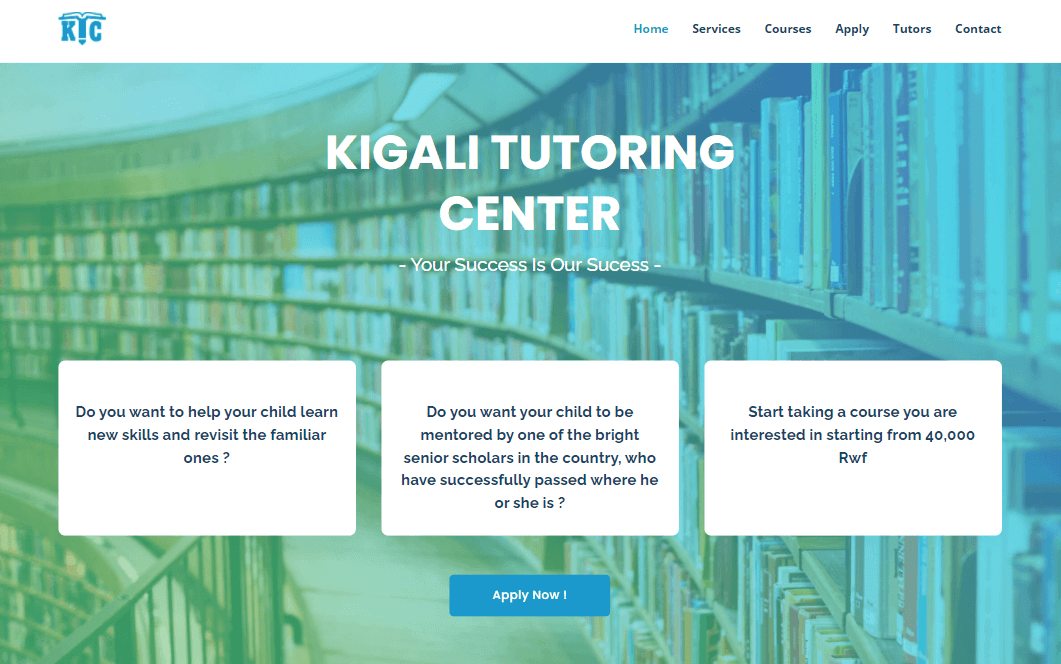 KTC
Home Services Courses Apply Tutors Contact
KIGALI TUTORING
CENTER
- Your Success Is Our Sucess -
Do you want to help your child learn
new skills and revisit the familiar
ones ?
Do you want your child to be
mentored by one of the bright
senior scholars in the country, who
have successfully passed where he
or she is ?
Start taking a course you are
interested in starting from 40,000
Rwf
Apply Now !